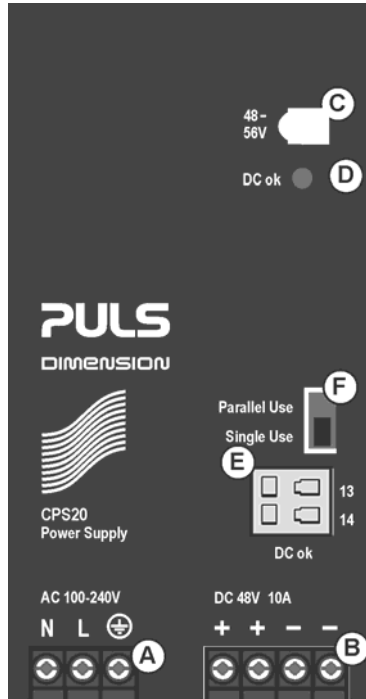 C
48-
56V
DC ok
D
PULS
DIMENSION
F
Parallel Use
Single Use
E
13
14
CPS20
Power Supply
DC ok
AC 100-240V
DC 48V 10A
N L
+ + − −
A
B